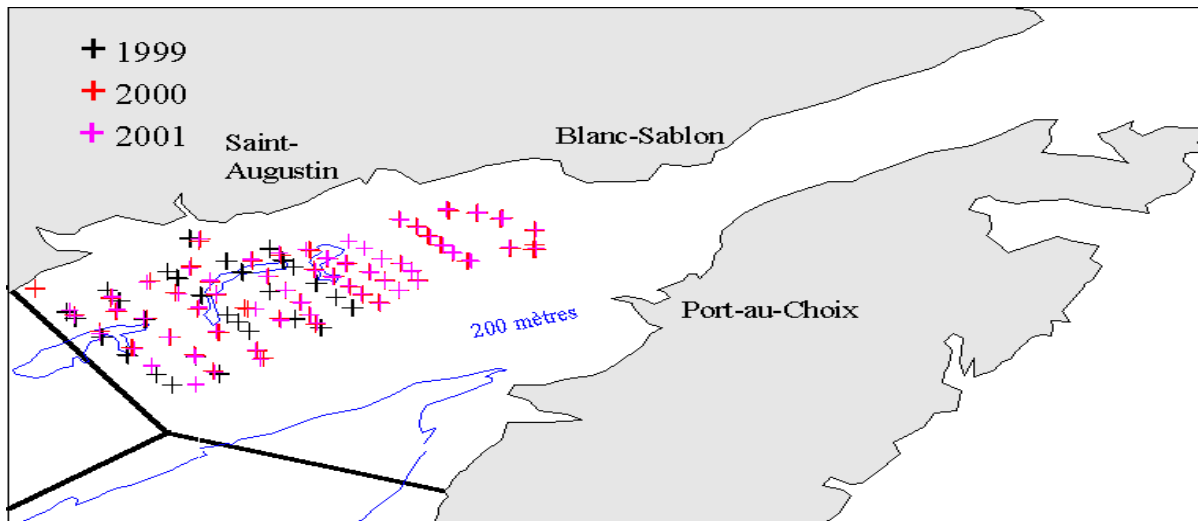 1999
2000
2001
Saint-
Augustin
Blanc-Sablon
Port-au-Choix
200 mètres